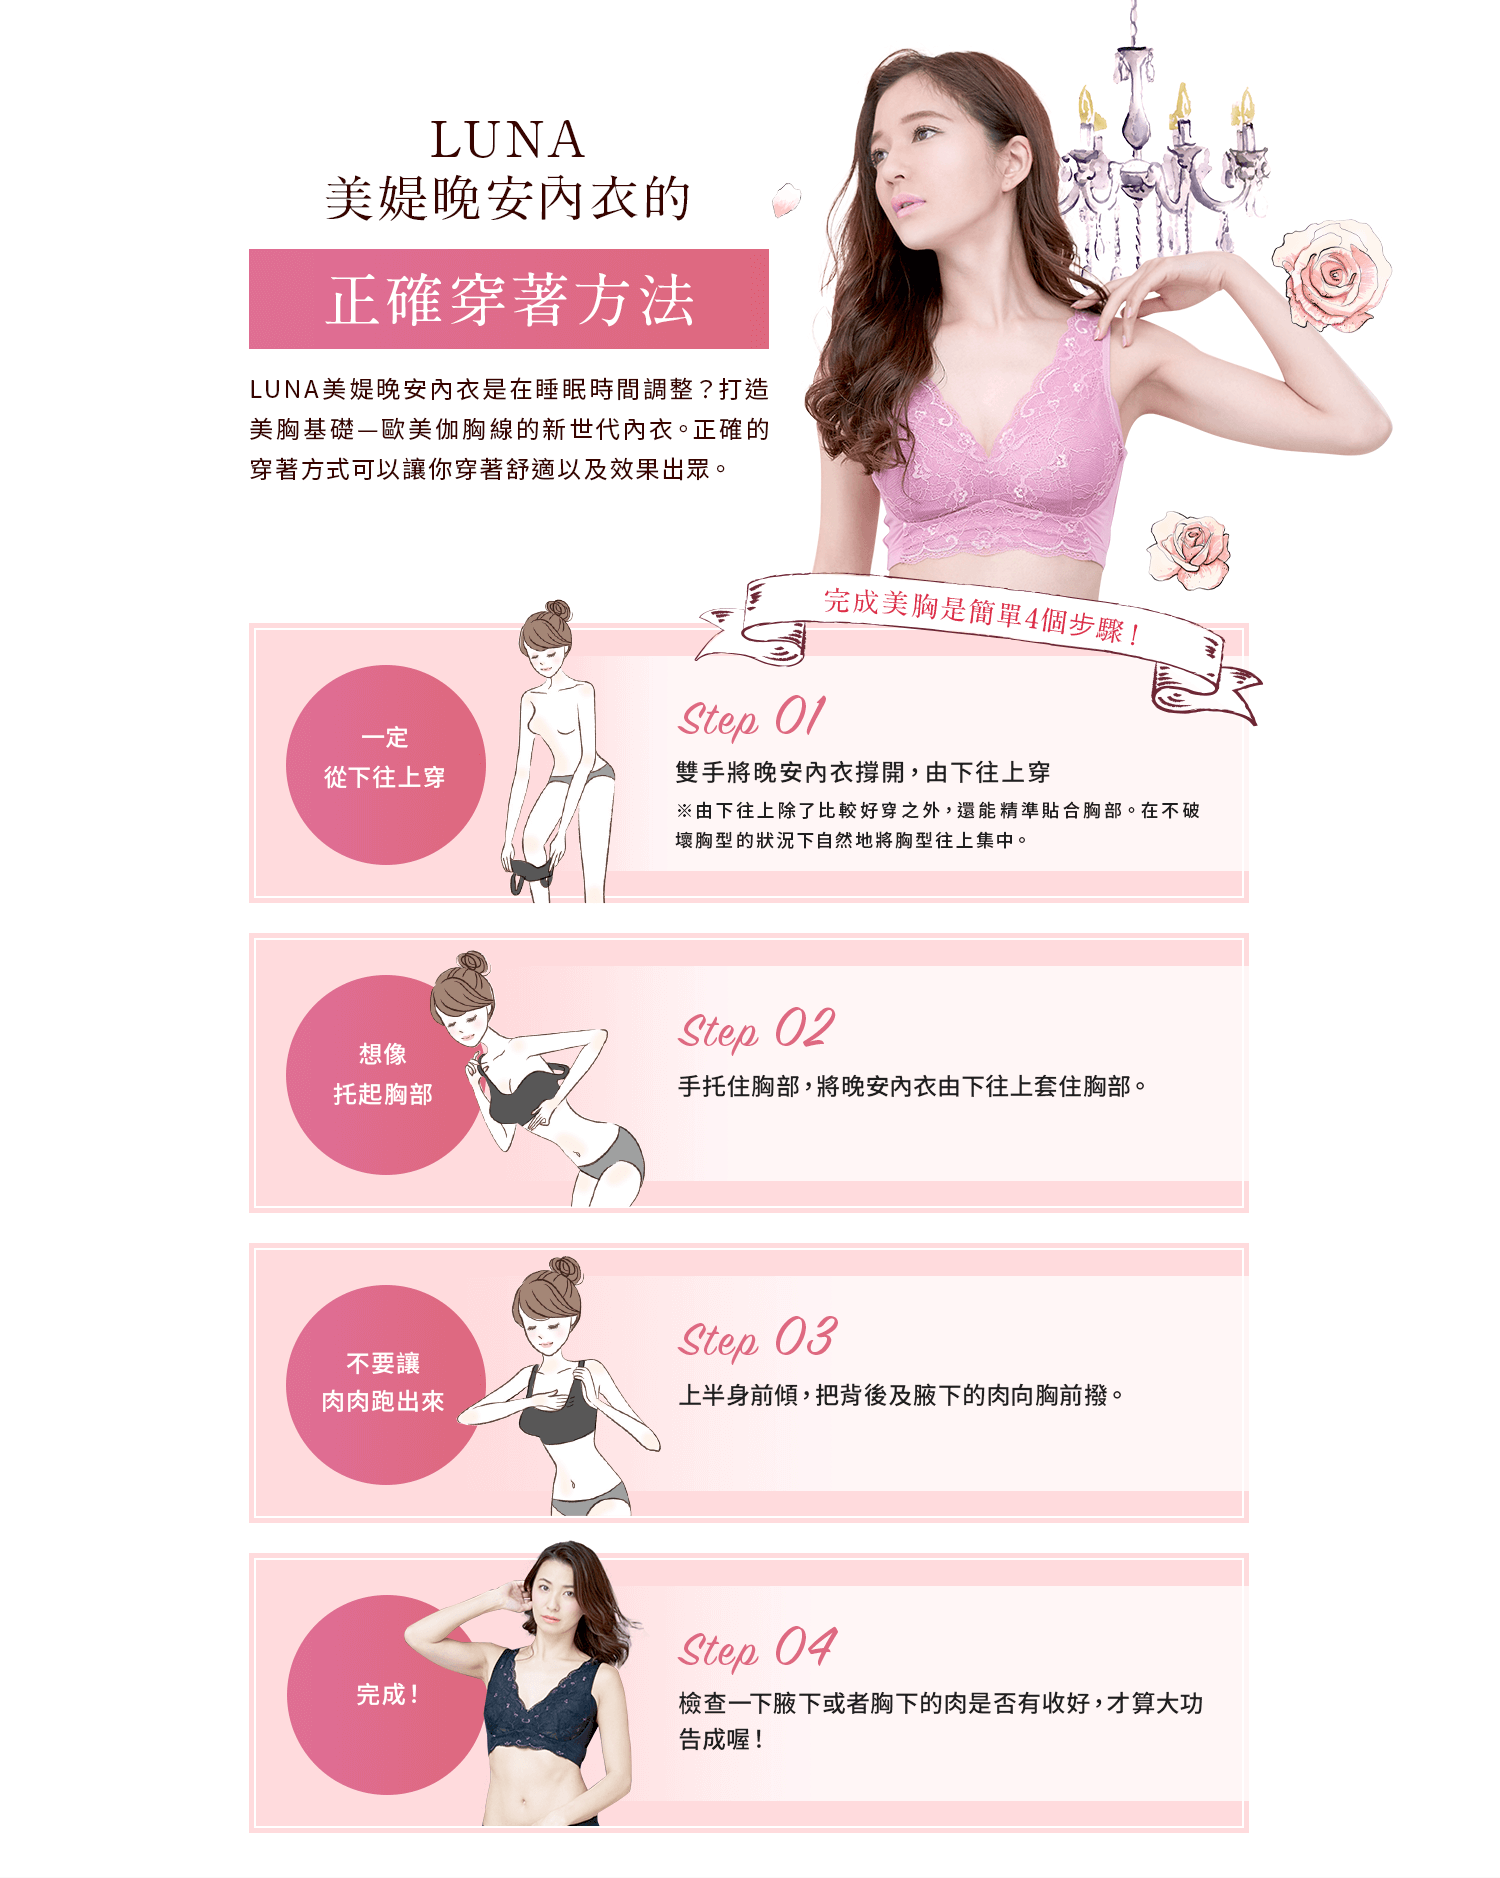 LUNA
美媞晚安內衣的
正確穿著方法
LUNA美媞晚安內衣是在睡眠時間調整？打造
美胸基礎—歐美伽胸線的新世代內衣。正確的
穿著方式可以讓你穿著舒適以及效果出眾。
完成美胸是簡單4個步驟！
一定
從下往上穿
Step 01
雙手將晚安內衣撐開，由下往上穿
※由下往上除了比較好穿之外，還能精準貼合胸部。在不破
壞胸型的狀況下自然地將胸型往上集中。
想像
托起胸部
Step 02
手托住胸部，將晚安內衣由下往上套住胸部。
不要讓
肉肉跑出來
Step 03
上半身前傾，把背後及腋下的肉向胸前撥。
完成！
Step 04
檢查一下腋下或者胸下的肉是否有收好，才算大功
告成喔！